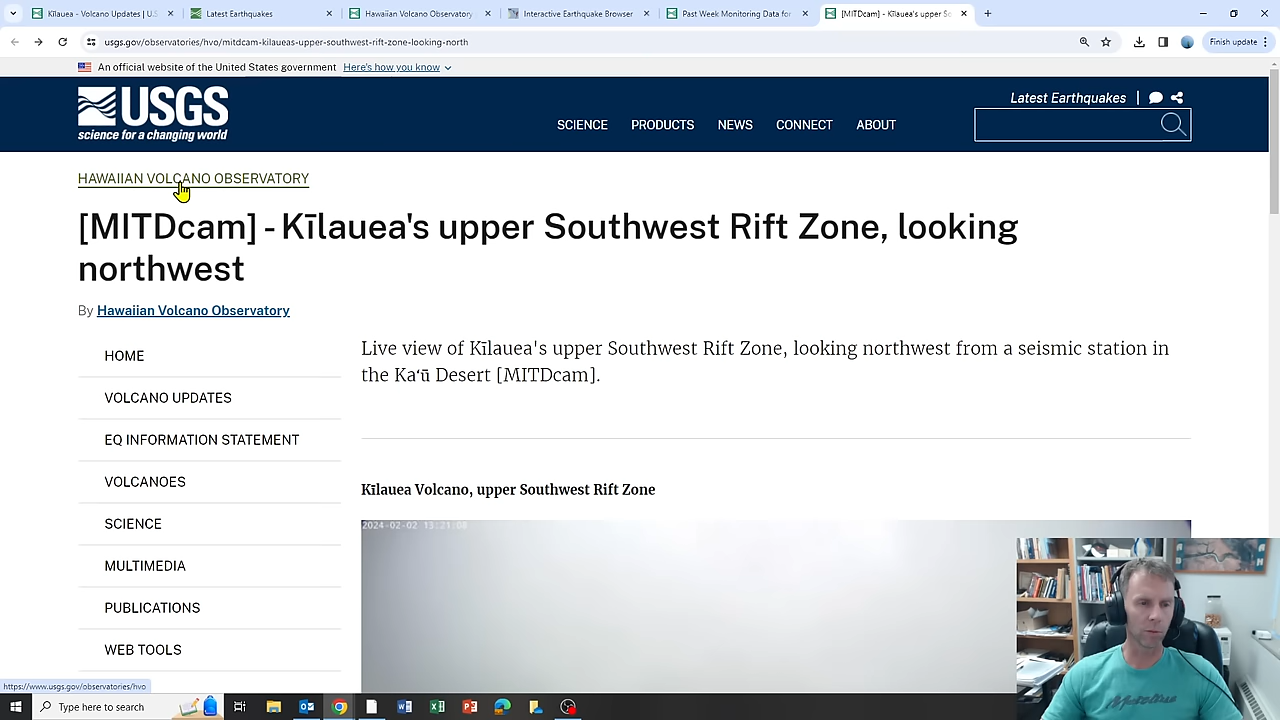 Kīlauea - Volcano Updates | U.S
Latest Earthquakes
Hawaiian Volcano Observatory
Interactive Earthquake Browser
Past Week Monitoring Data for
[MITDcam] - Kīlauea's upper So
usgs.gov/observatories/hvo/mitdcam-kilaueas-upper-southwest-rift-zone-looking-north
Finish update
An official website of the United States government Here's how you know
USGS
science for a changing world
Latest Earthquakes
SCIENCE PRODUCTS NEWS CONNECT ABOUT
HAWAIIAN VOLCANO OBSERVATORY
[MITDcam] - Kīlauea's upper Southwest Rift Zone, looking
northwest
By Hawaiian Volcano Observatory
HOME
VOLCANO UPDATES
EQ INFORMATION STATEMENT
VOLCANOES
SCIENCE
MULTIMEDIA
PUBLICATIONS
WEB TOOLS
Live view of Kīlauea's upper Southwest Rift Zone, looking northwest from a seismic station in
the Kaʻū Desert [MITDcam].
Kīlauea Volcano, upper Southwest Rift Zone
2024-02-02 13:21:08
https://www.usgs.gov/observatories/hvo
Type here to search